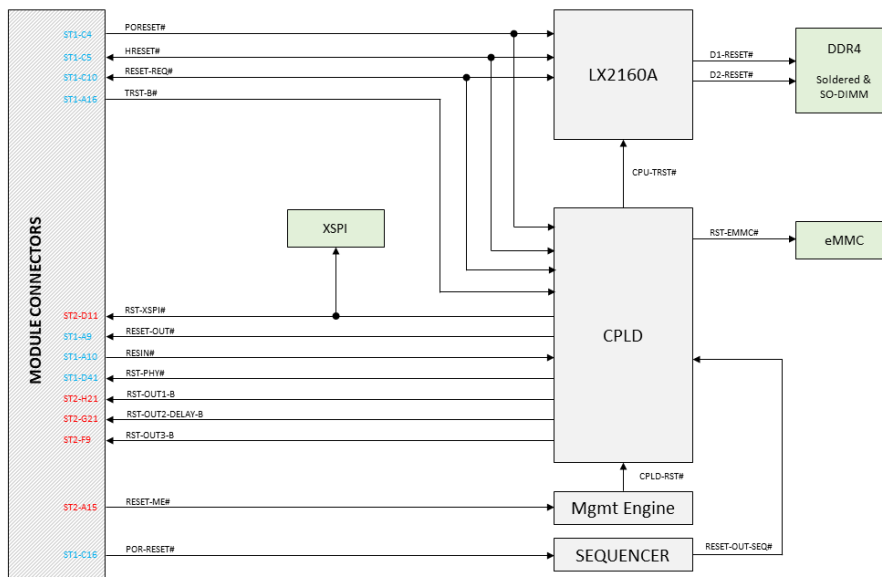 PORESET#
ST1-C4
HRESET#
ST1-C5
RESET-REQ#
ST1-C10
TRST-B#
ST1-A16
LX2160A
D1-RESET#
D2-RESET#
DDR4
Soldered &
SO-DIMM
CPU-TRST#
MODULE CONNECTORS
XSPI
RST-EMMC#
eMMC
CPLD
RST-XSPI#
ST2-D11
RESET-OUT#
ST1-A9
RESIN#
ST1-A10
RST-PHY#
ST1-D41
RST-OUT1-B
ST2-H21
RST-OUT2-DELAY-B
ST2-G21
RST-OUT3-B
ST2-F9
CPLD-RST#
RESET-ME#
ST2-A15
Mgmt Engine
POR-RESET#
ST1-C16
SEQUENCER
RESET-OUT-SEQ#